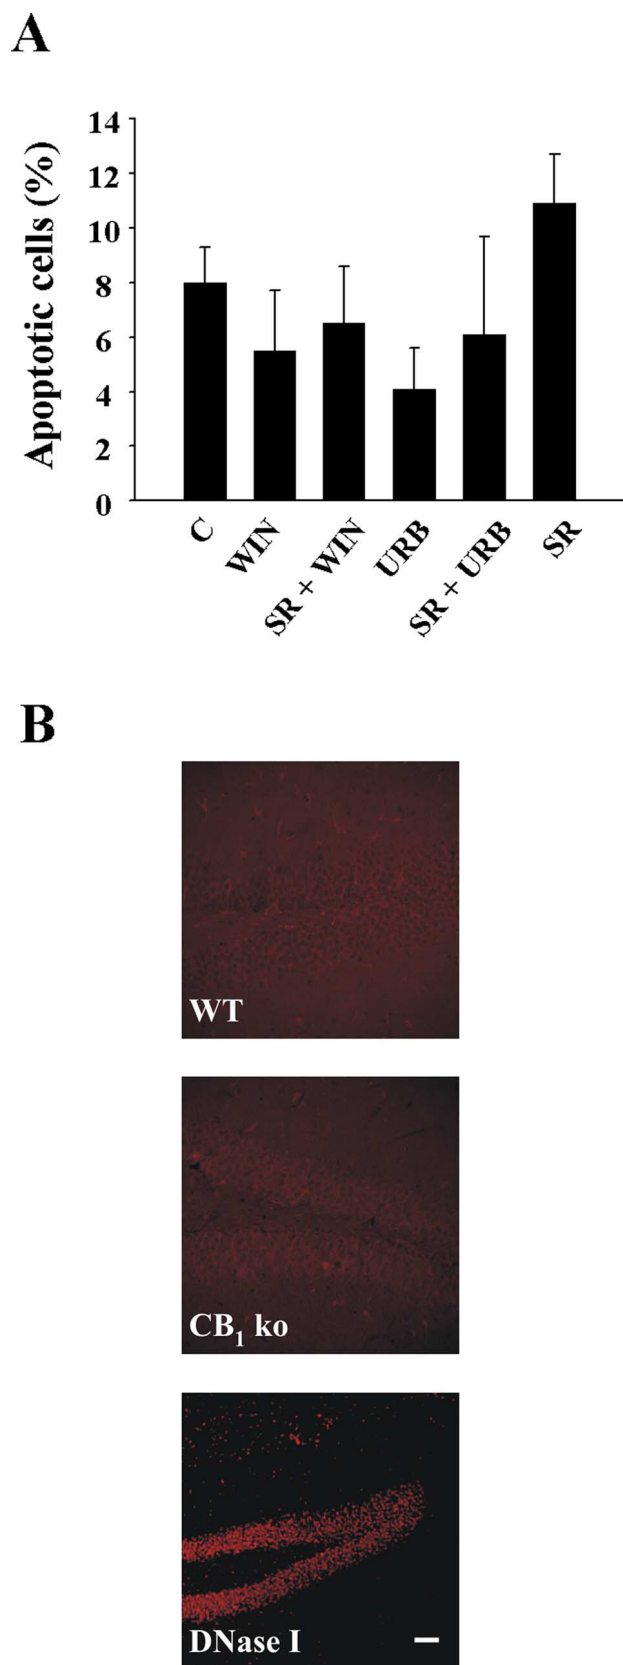 A
Apoptotic cells (%)
14
12
10
8
6
4
2
0
C
WIN
SR + WIN
URB
SR + URB
SR
B
WT
CB₁ ko
DNase I